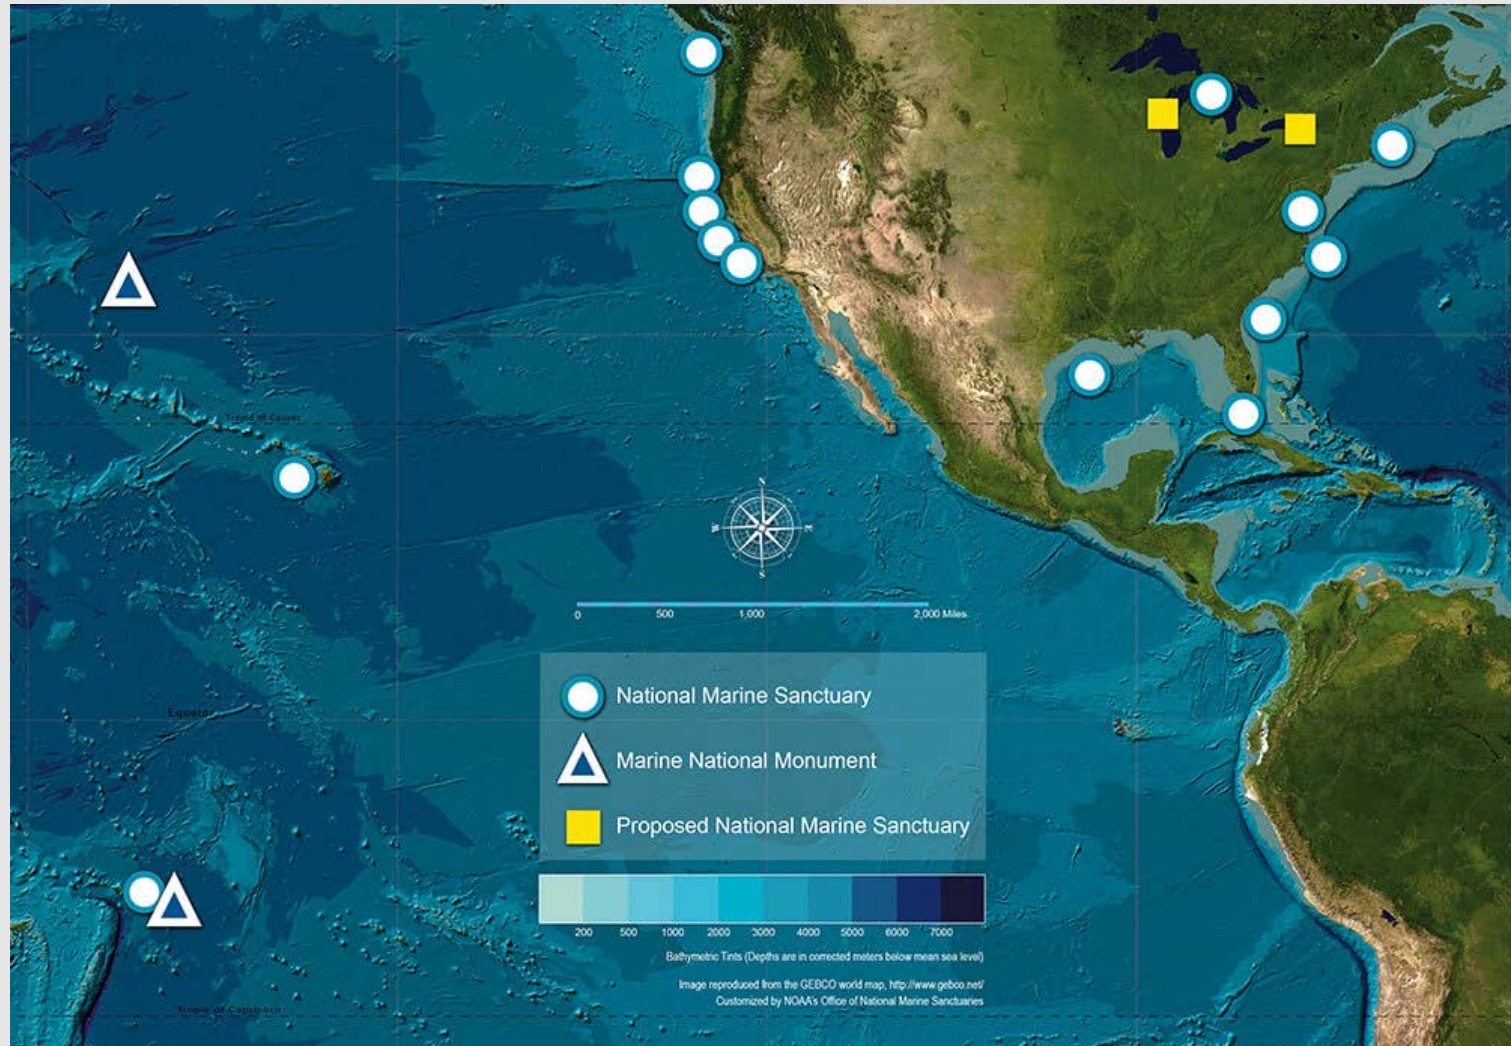 Tropic of Cancer
N
W
E
S
0 500 1,000 2,000 Miles
National Marine Sanctuary
Equator
Marine National Monument
Proposed National Marine Sanctuary
200 500 1000 2000 3000 4000 5000 6000 7000
Bathymetric Tints (Depths are in corrected meters below mean sea level)
Image reproduced from the GEBCO world map, http://www.gebco.net/
Customized by NOAA's Office of National Marine Sanctuaries
Tropic of Capricorn